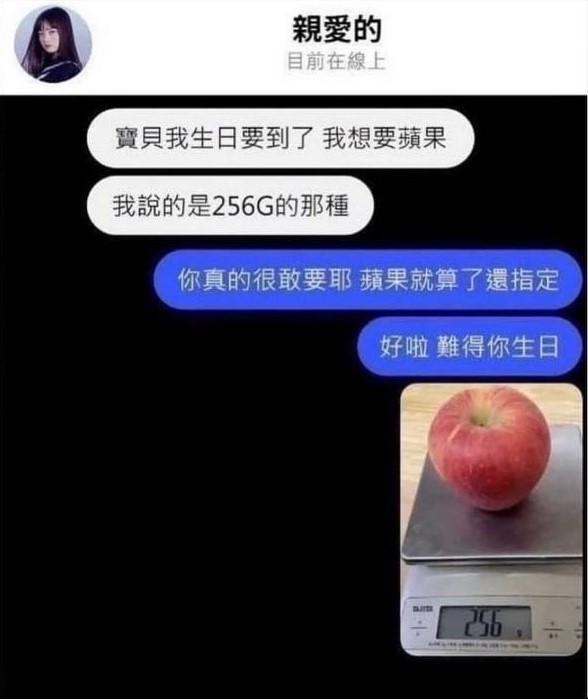 親愛的
目前在線上
寶貝我生日要到了 我想要蘋果
我說的是256G的那種
你真的很敢要耶 蘋果就算了還指定
好啦 難得你生日
TANITA
256 g